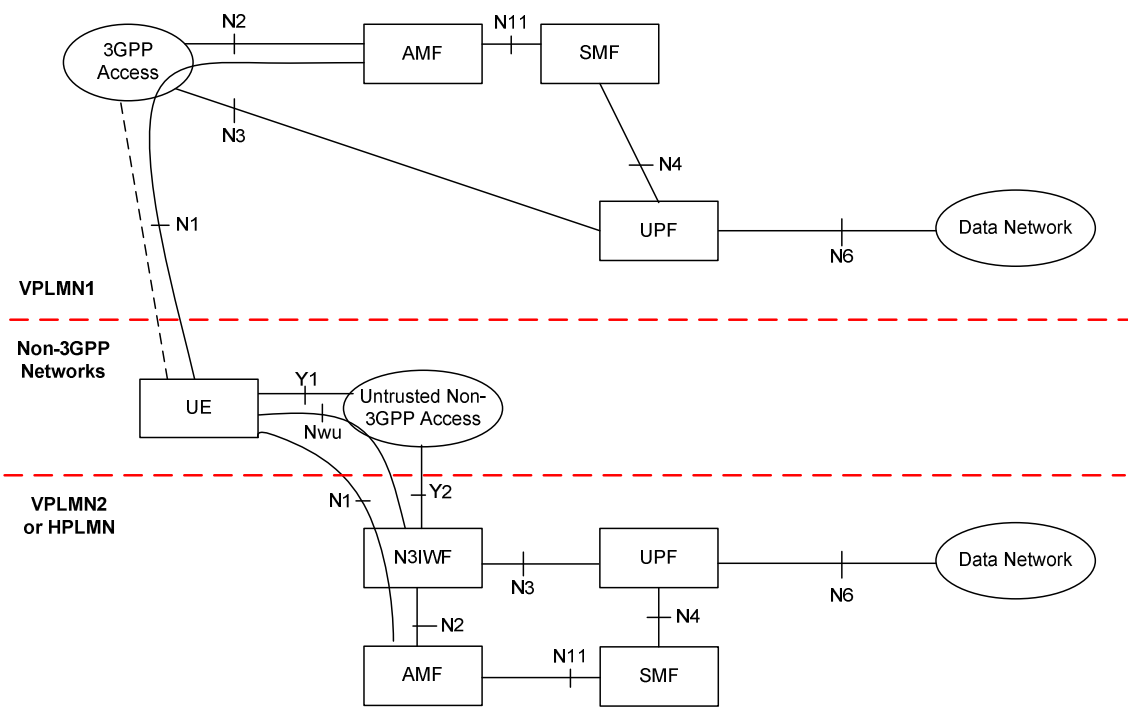 N2
N11
3GPP
Access
AMF
SMF
N3
N4
N1
UPF
Data Network
N6
VPLMN1
Non-3GPP
Networks
Y1
Untrusted Non-
3GPP Access
UE
Nwu
VPLMN2
or HPLMN
N1
Y2
N3IWF
UPF
Data Network
N3
N6
N2
N4
N11
AMF
SMF